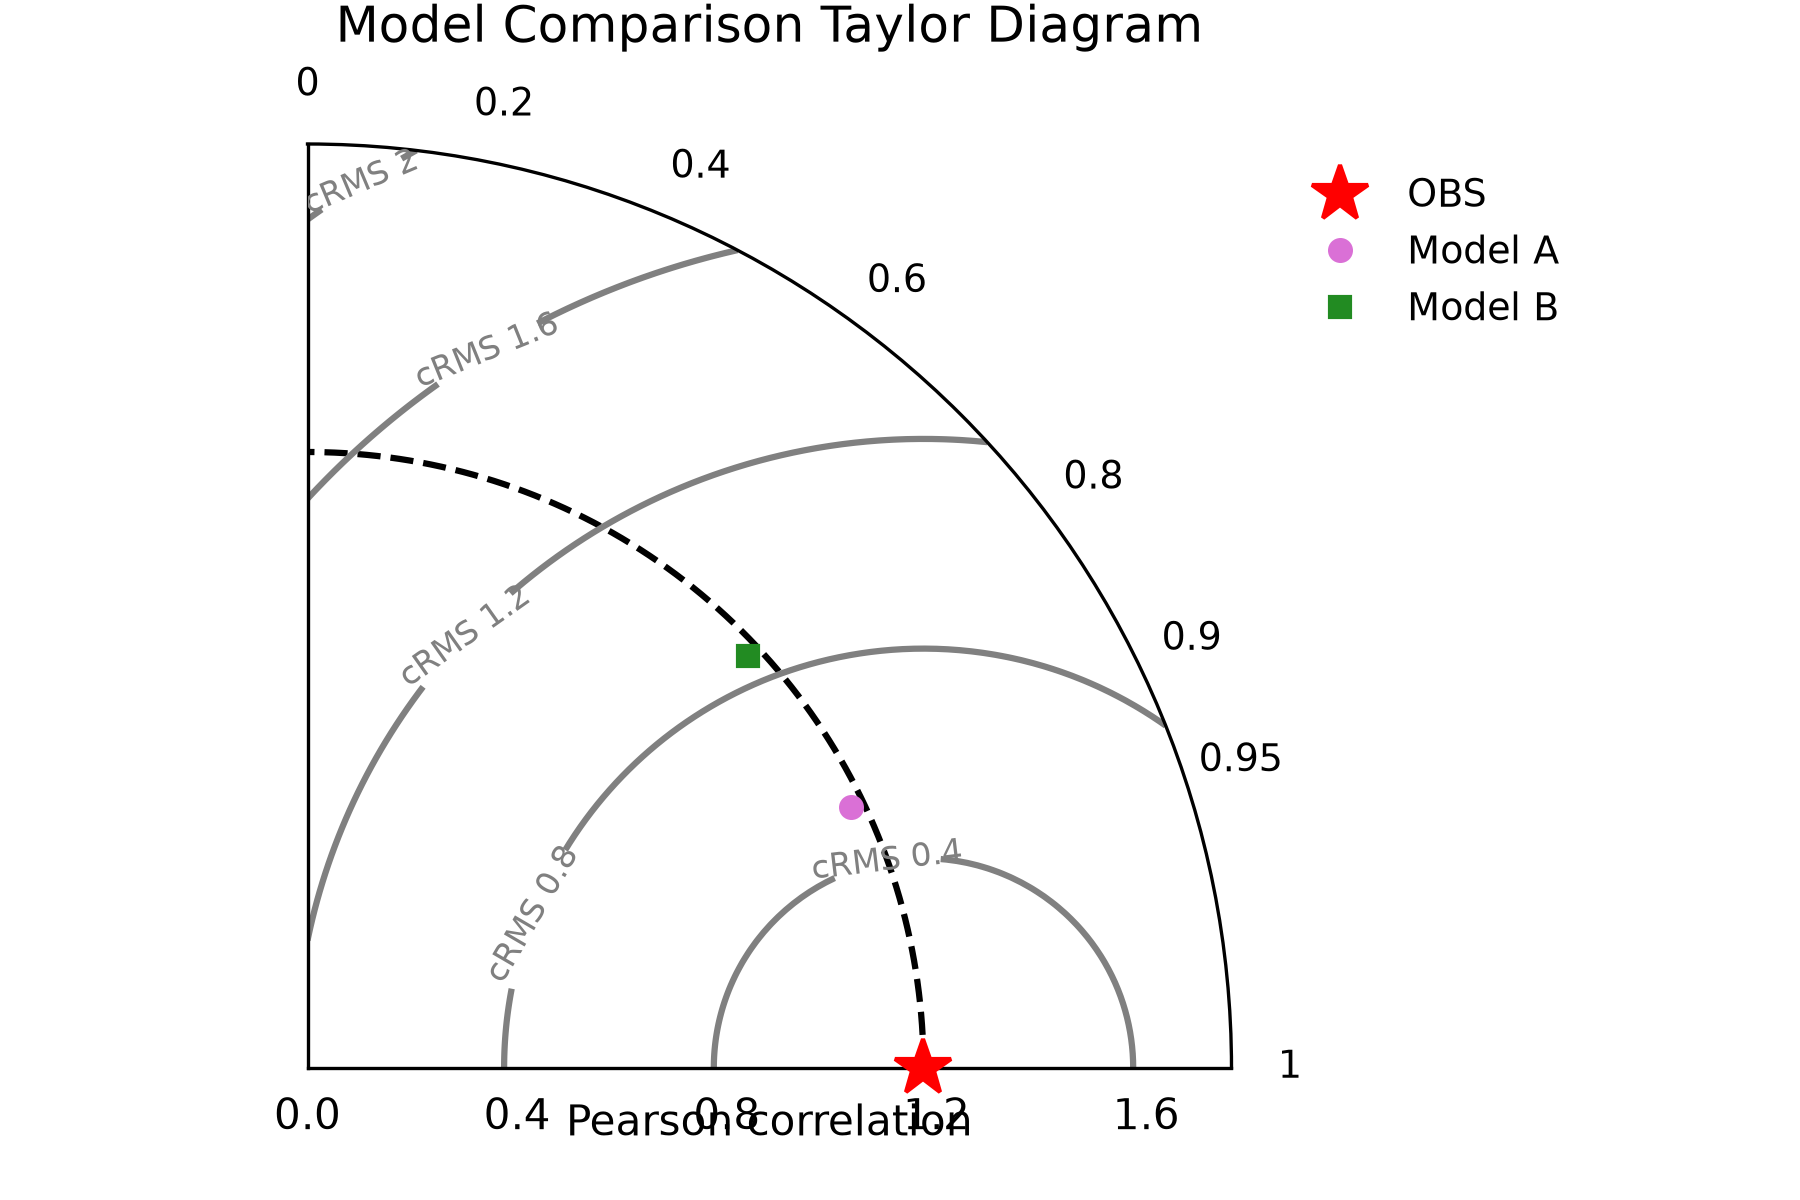 Model Comparison Taylor Diagram
0
0.2
0.4
0.6
0.8
0.9
0.95
1
cRMS 2
cRMS 1.6
cRMS 1.2
cRMS 0.8
cRMS 0.4
0.0
0.4
0.8
1.2
1.6
Pearson correlation
OBS
Model A
Model B